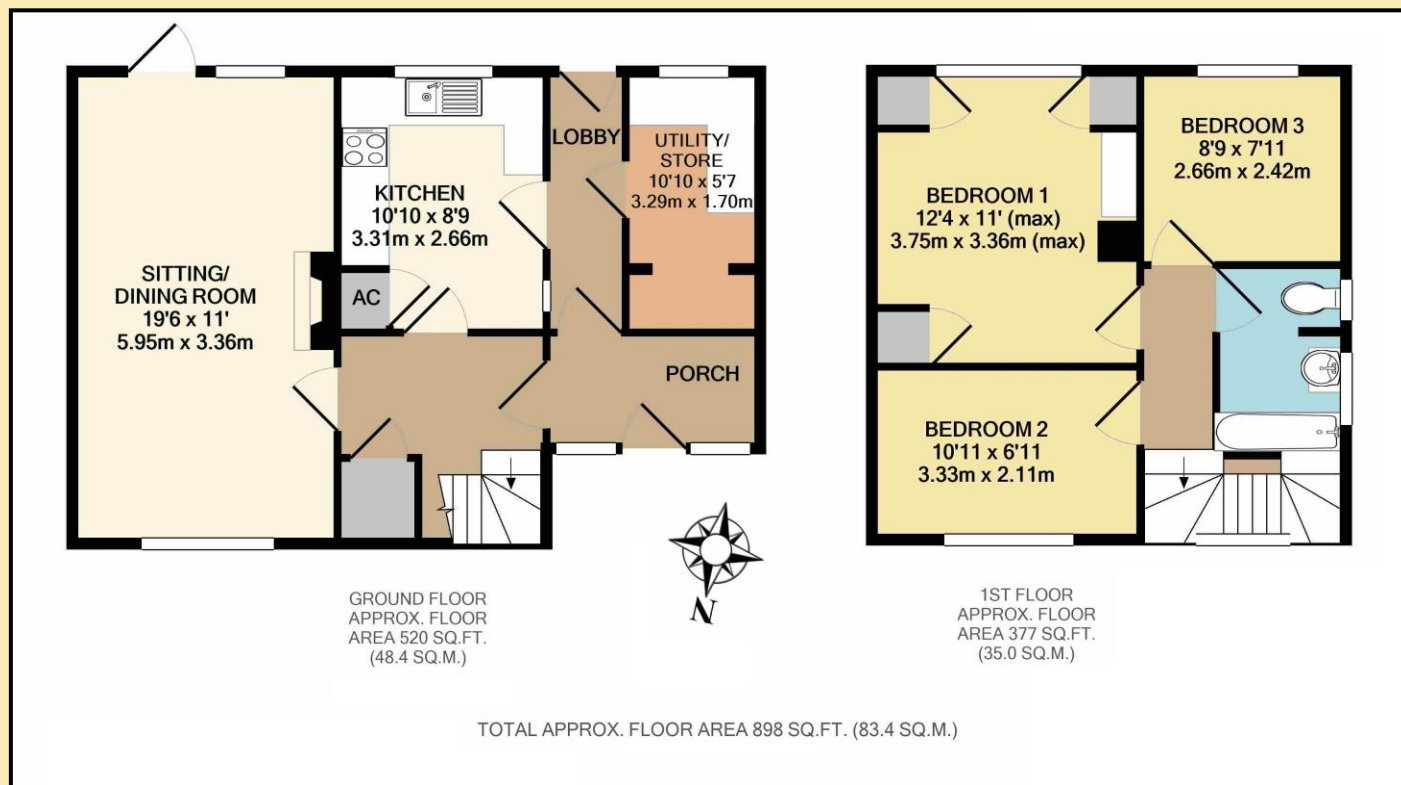 SITTING/
DINING ROOM
19'6 x 11'
5.95m x 3.36m
KITCHEN
10'10 x 8'9
3.31m x 2.66m
AC
LOBBY
UTILITY/
STORE
10'10 x 5'7
3.29m x 1.70m
PORCH
N
GROUND FLOOR
APPROX. FLOOR
AREA 520 SQ.FT.
(48.4 SQ.M.)
BEDROOM 1
12'4 x 11' (max)
3.75m x 3.36m (max)
BEDROOM 3
8'9 x 7'11
2.66m x 2.42m
BEDROOM 2
10'11 x 6'11
3.33m x 2.11m
1ST FLOOR
APPROX. FLOOR
AREA 377 SQ.FT.
(35.0 SQ.M.)
TOTAL APPROX. FLOOR AREA 898 SQ.FT. (83.4 SQ.M.)